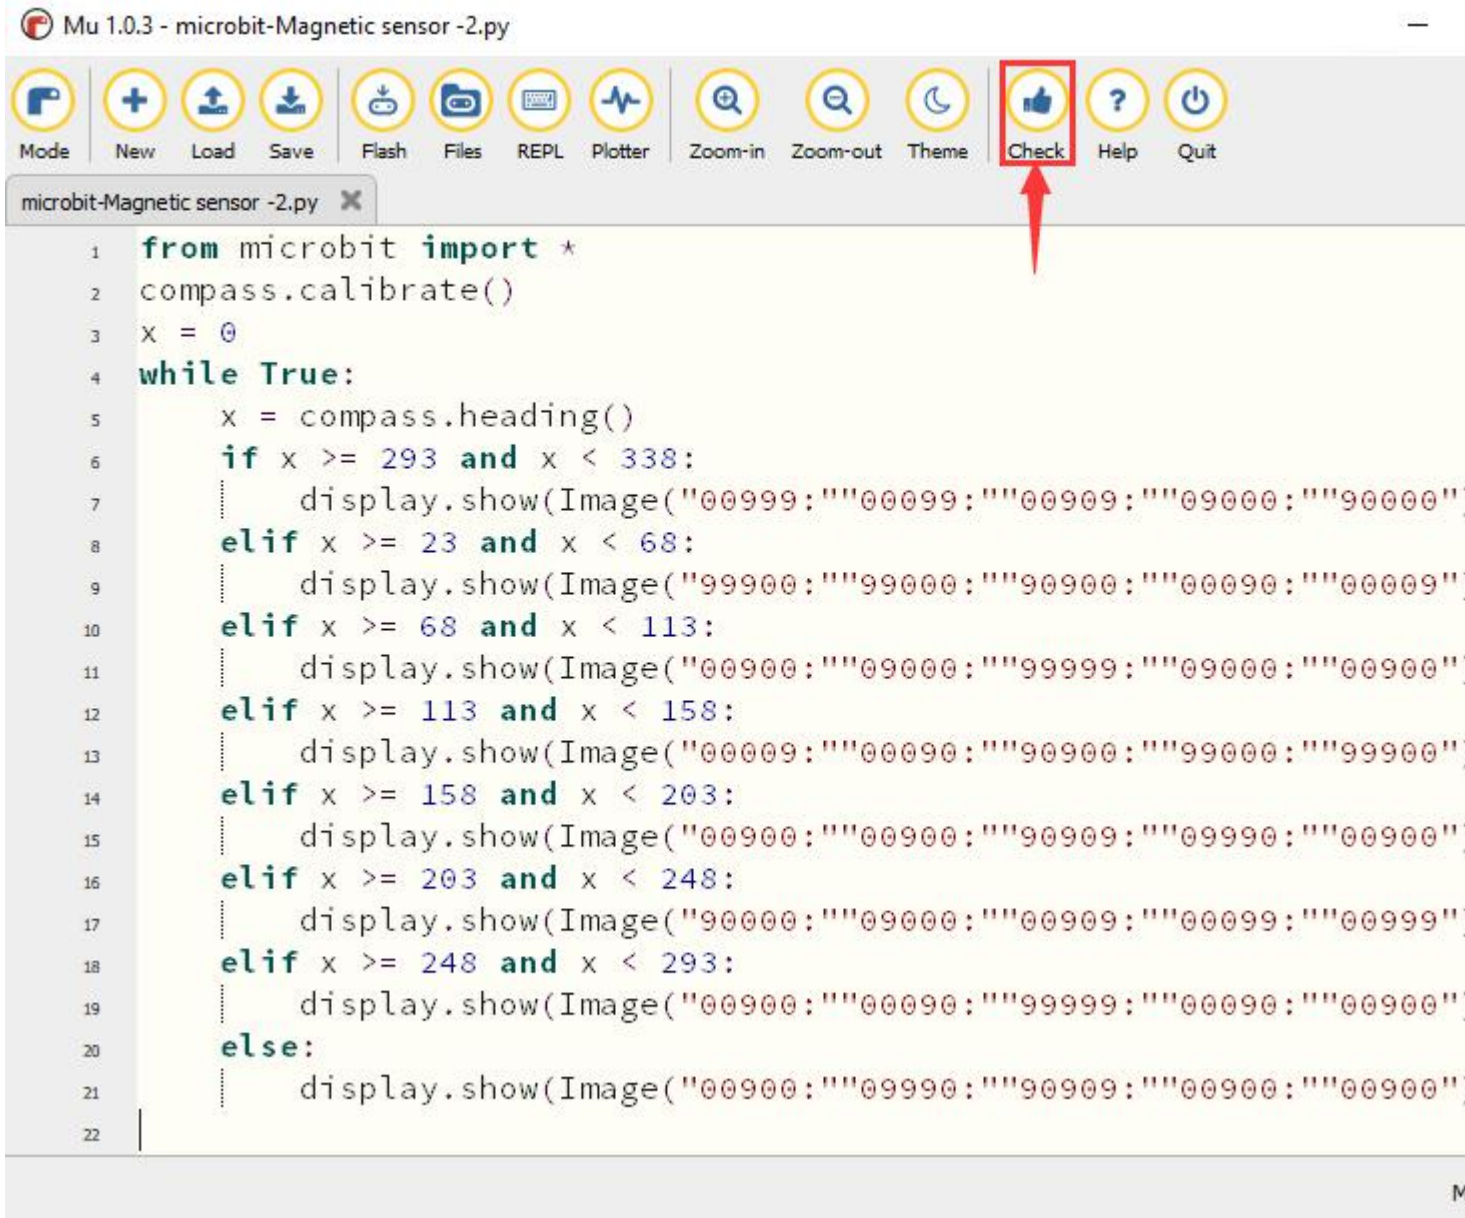 Mu 1.0.3 - microbit-Magnetic sensor -2.py
Mode New Load Save Flash Files REPL Plotter Zoom-in Zoom-out Theme Check Help Quit
microbit-Magnetic sensor -2.py
1 from microbit import *
2 compass.calibrate()
3 x = 0
4 while True:
5     x = compass.heading()
6     if x >= 293 and x < 338:
7         display.show(Image("00999:""00099:""00909:""09000:""90000"
8     elif x >= 23 and x < 68:
9         display.show(Image("99900:""99000:""90900:""00090:""00009"
10     elif x >= 68 and x < 113:
11         display.show(Image("00900:""09000:""99999:""09000:""00900"
12     elif x >= 113 and x < 158:
13         display.show(Image("00009:""00090:""90900:""99000:""99900"
14     elif x >= 158 and x < 203:
15         display.show(Image("00900:""00900:""90909:""09990:""00900"
16     elif x >= 203 and x < 248:
17         display.show(Image("90000:""09000:""00909:""00099:""00999"
18     elif x >= 248 and x < 293:
19         display.show(Image("00900:""00090:""99999:""00090:""00900"
20     else:
21         display.show(Image("00900:""09990:""90909:""00900:""00900"
22